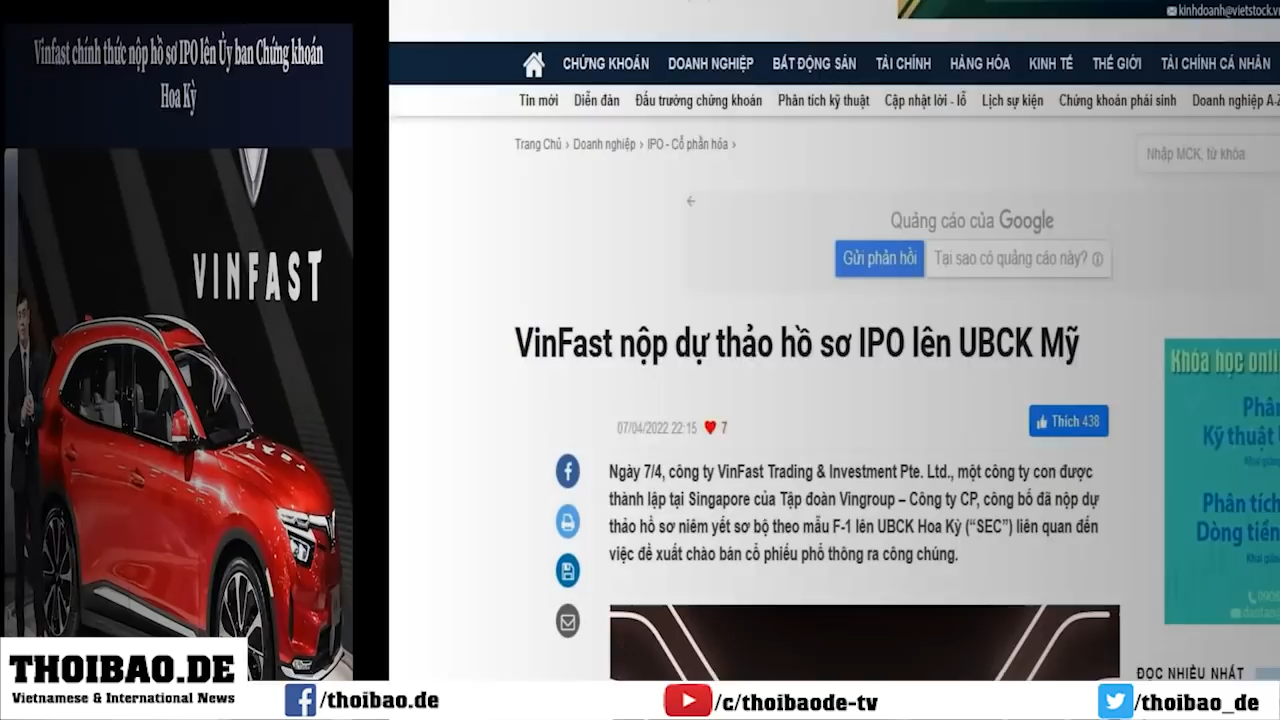 Vinfast chính thức nộp hồ sơ IPO lên Ủy ban Chứng khoán
Hoa Kỳ
VINFAST
kinhdoanh@vietstock.v
CHỨNG KHOÁN DOANH NGHIỆP BẤT ĐỘNG SẢN TÀI CHÍNH HÀNG HÓA KINH TẾ THẾ GIỚI TÀI CHÍNH CÁ NHÂN
Tin mới Diễn đàn Đấu trường chứng khoán Phân tích kỹ thuật Cập nhật lời - lỗ Lịch sự kiện Chứng khoán phái sinh Doanh nghiệp A-Z
Trang Chủ › Doanh nghiệp › IPO - Cổ phần hóa ›
Nhập MCK, từ khóa
Quảng cáo của Google
Gửi phản hồi Tại sao có quảng cáo này?
VinFast nộp dự thảo hồ sơ IPO lên UBCK Mỹ
07/04/2022 22:15 7
Thích 438
Ngày 7/4, công ty VinFast Trading & Investment Pte. Ltd., một công ty con được
thành lập tại Singapore của Tập đoàn Vingroup – Công ty CP, công bố đã nộp dự
thảo hồ sơ niêm yết sơ bộ theo mẫu F-1 lên UBCK Hoa Kỳ (“SEC”) liên quan đến
việc đề xuất chào bán cổ phiếu phổ thông ra công chúng.
Khóa học onli
Phâ
Kỹ thuật
Phân tích
Dòng tiền
0908
ĐỌC NHIỀU NHẤT
THOIBAO.DE
Vietnamese & International News
/thoibao.de
/c/thoibaode-tv
/thoibao_de